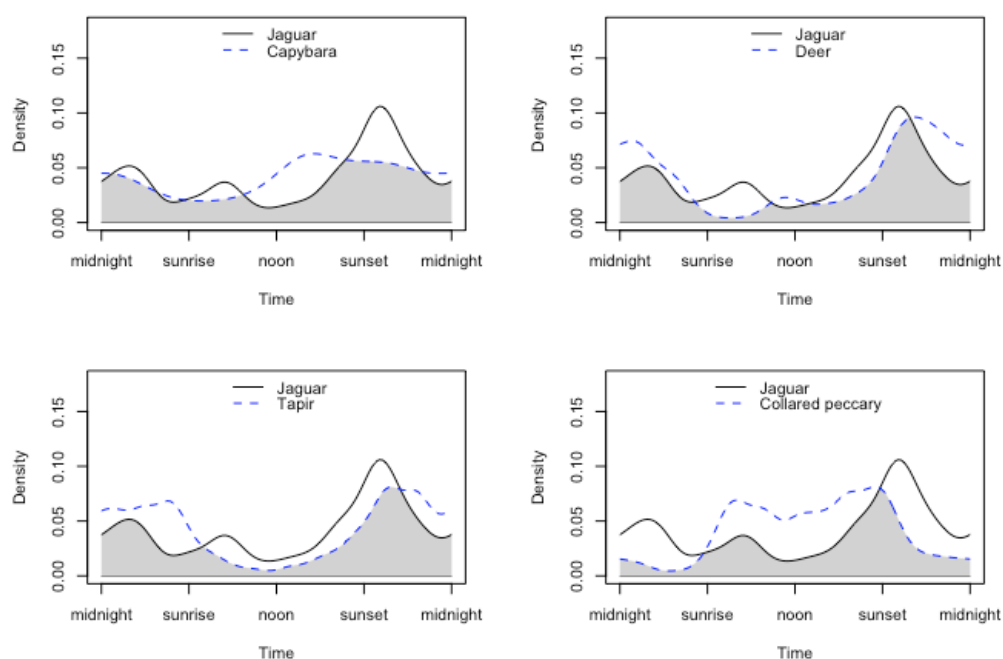 Jaguar
Capybara
Density
0.00 0.05 0.10 0.15
midnight sunrise noon sunset midnight
Time
Jaguar
Deer
Density
0.00 0.05 0.10 0.15
midnight sunrise noon sunset midnight
Time
Jaguar
Tapir
Density
0.00 0.05 0.10 0.15
midnight sunrise noon sunset midnight
Time
Jaguar
Collared peccary
Density
0.00 0.05 0.10 0.15
midnight sunrise noon sunset midnight
Time